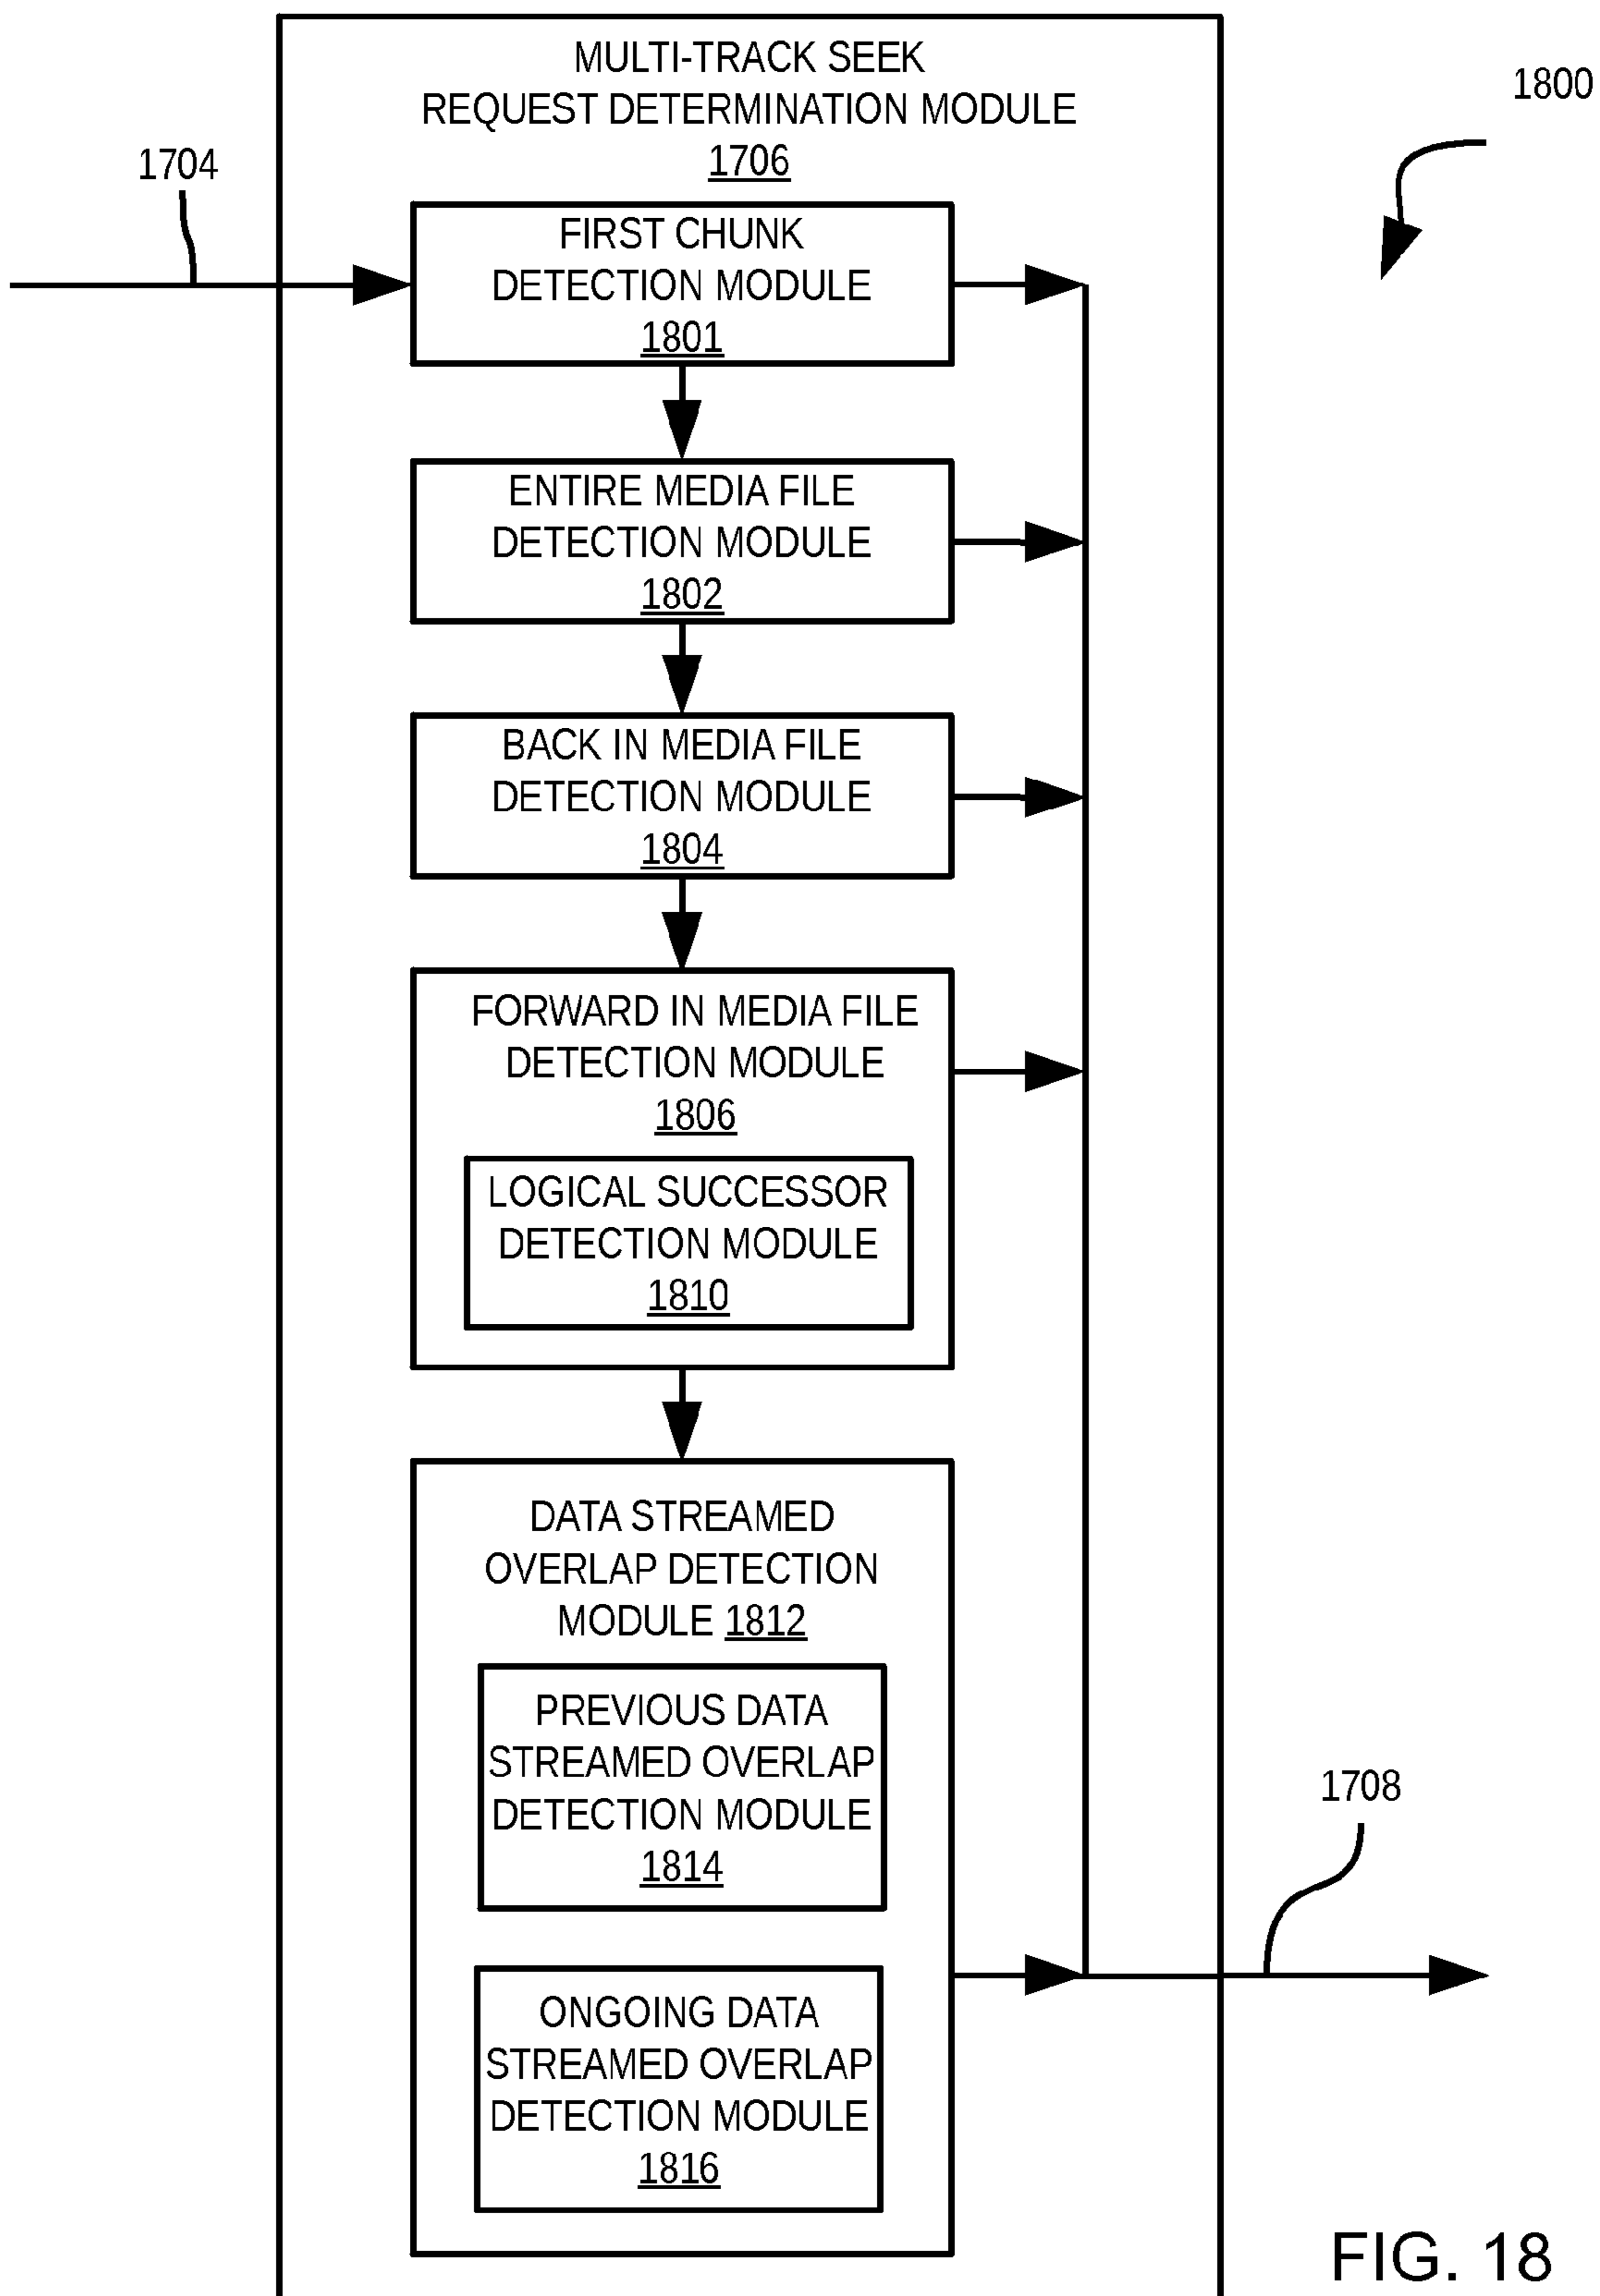 MULTI-TRACK SEEK
REQUEST DETERMINATION MODULE
1706
1800
1704
FIRST CHUNK
DETECTION MODULE
1801
ENTIRE MEDIA FILE
DETECTION MODULE
1802
BACK IN MEDIA FILE
DETECTION MODULE
1804
FORWARD IN MEDIA FILE
DETECTION MODULE
1806
LOGICAL SUCCESSOR
DETECTION MODULE
1810
DATA STREAMED
OVERLAP DETECTION
MODULE 1812
PREVIOUS DATA
STREAMED OVERLAP
DETECTION MODULE
1814
1708
ONGOING DATA
STREAMED OVERLAP
DETECTION MODULE
1816
FIG. 18